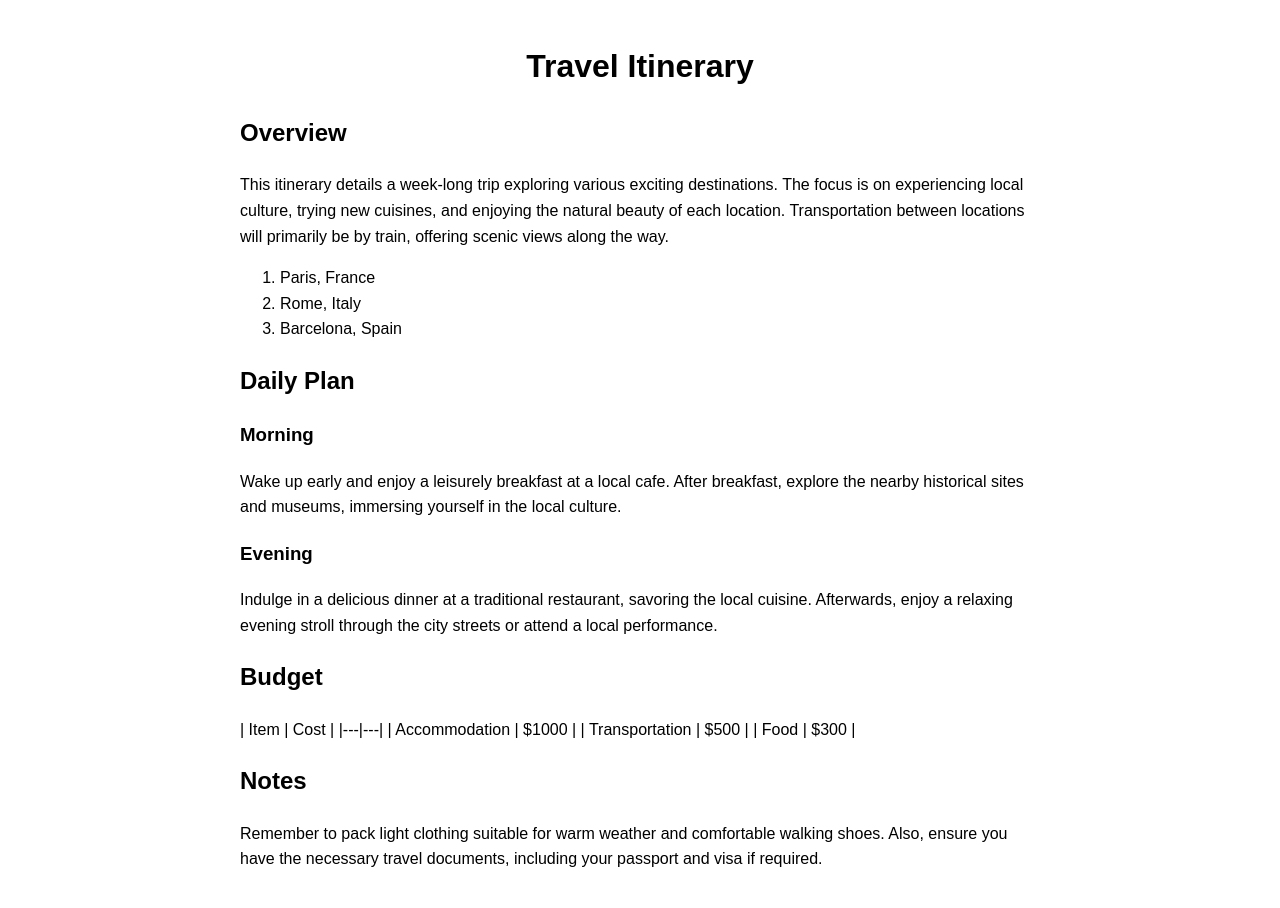 Travel Itinerary
Overview
This itinerary details a week-long trip exploring various exciting destinations. The focus is on experiencing local
culture, trying new cuisines, and enjoying the natural beauty of each location. Transportation between locations
will primarily be by train, offering scenic views along the way.
1. Paris, France
2. Rome, Italy
3. Barcelona, Spain
Daily Plan
Morning
Wake up early and enjoy a leisurely breakfast at a local cafe. After breakfast, explore the nearby historical sites
and museums, immersing yourself in the local culture.
Evening
Indulge in a delicious dinner at a traditional restaurant, savoring the local cuisine. Afterwards, enjoy a relaxing
evening stroll through the city streets or attend a local performance.
Budget
| Item | Cost | |---|---| | Accommodation | $1000 | | Transportation | $500 | | Food | $300 |
Notes
Remember to pack light clothing suitable for warm weather and comfortable walking shoes. Also, ensure you
have the necessary travel documents, including your passport and visa if required.